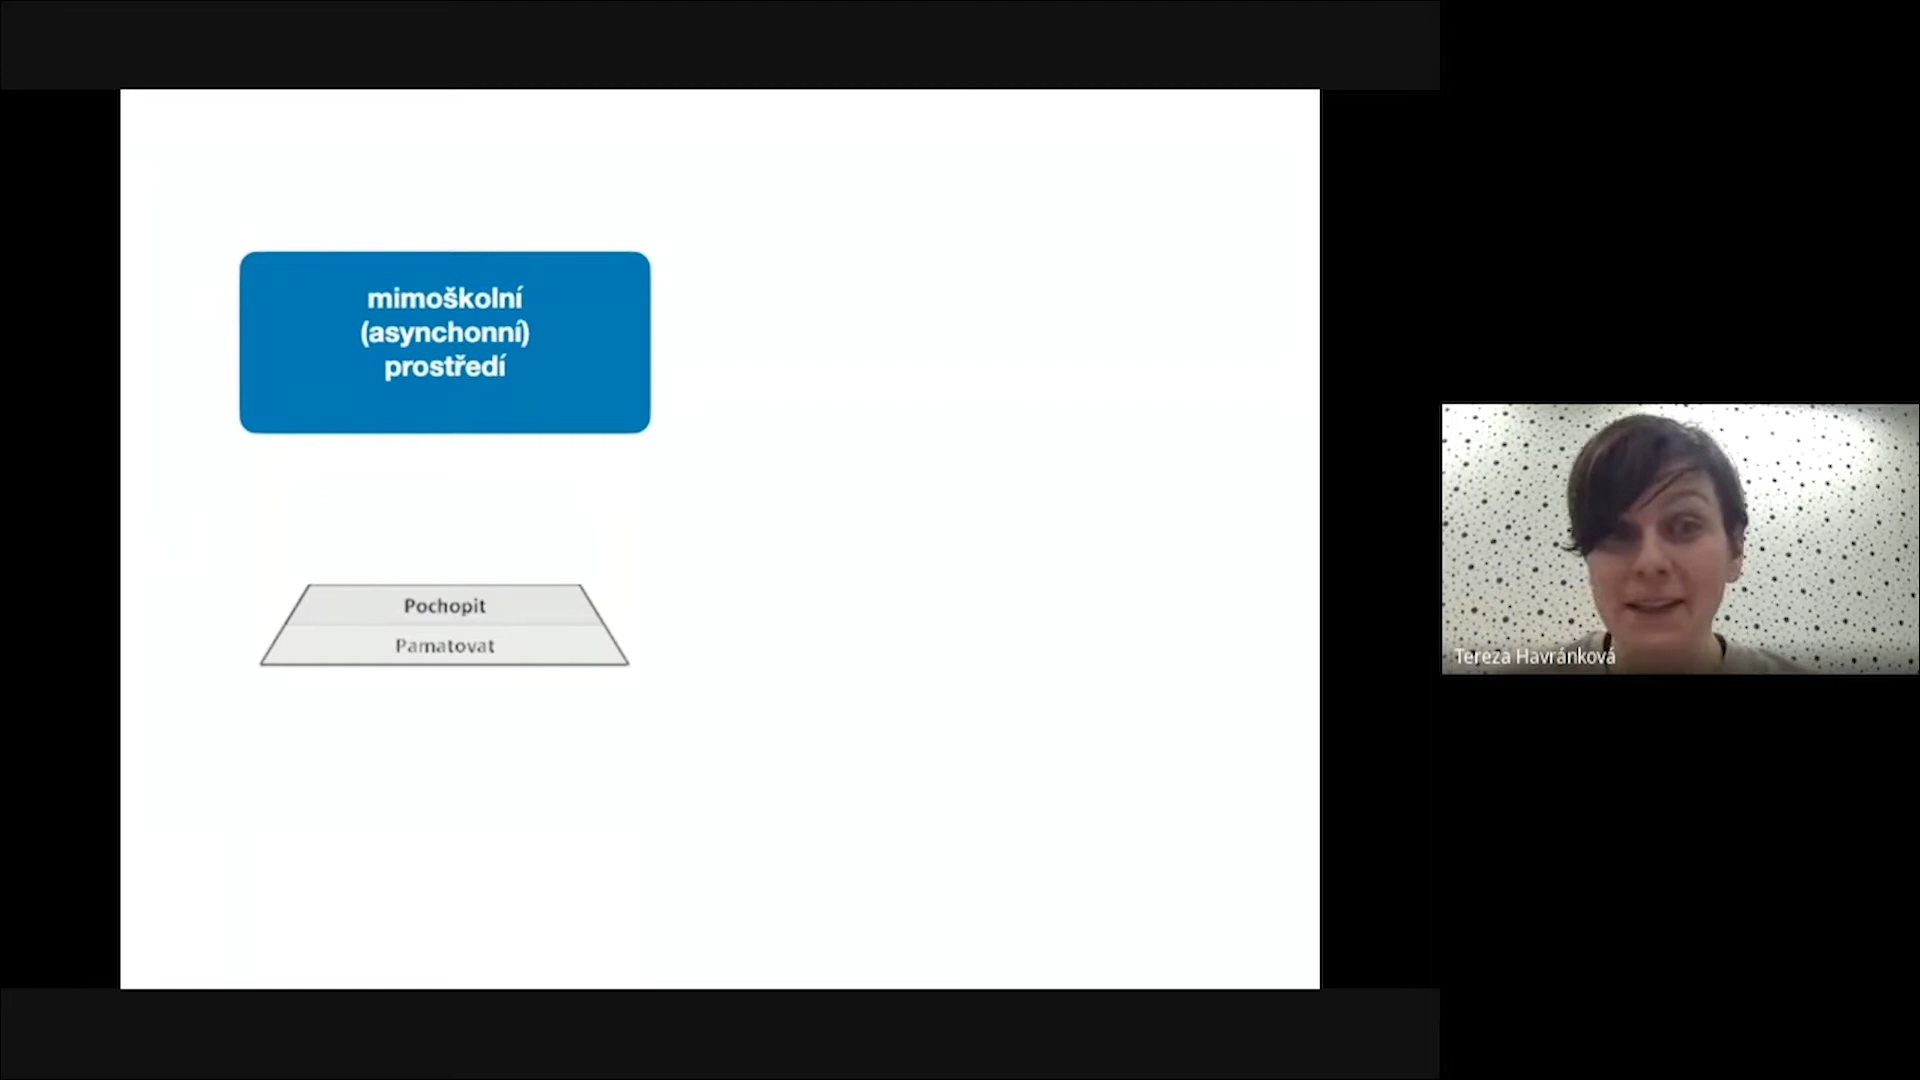 mimoškolní
(asynchonní)
prostředí
Pochopit
Pamatovat
Tereza Havránková